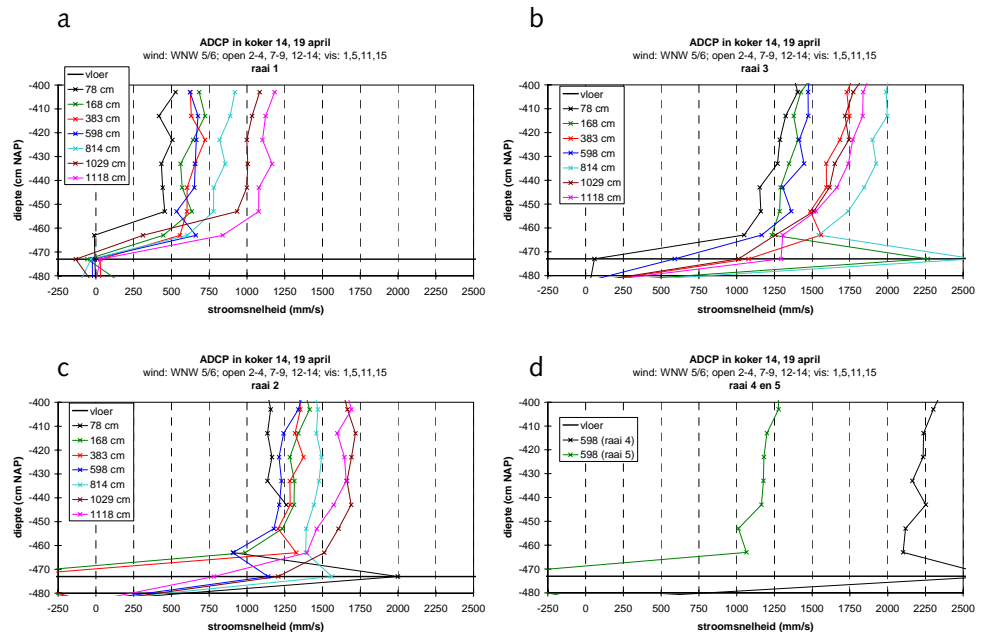 a
ADCP in koker 14, 19 april
wind: WNW 5/6; open 2-4, 7-9, 12-14; vis: 1,5,11,15
raai 1
diepte (cm NAP)
-400
-410
-420
-430
-440
-450
-460
-470
-480
vloer
78 cm
168 cm
383 cm
598 cm
814 cm
1029 cm
1118 cm
-250 0 250 500 750 1000 1250 1500 1750 2000 2250 2500
stroomsnelheid (mm/s)
b
ADCP in koker 14, 19 april
wind: WNW 5/6; open 2-4, 7-9, 12-14; vis: 1,5,11,15
raai 3
diepte (cm NAP)
-400
-410
-420
-430
-440
-450
-460
-470
-480
vloer
78 cm
168 cm
383 cm
598 cm
814 cm
1029 cm
1118 cm
-250 0 250 500 750 1000 1250 1500 1750 2000 2250 2500
stroomsnelheid (mm/s)
c
ADCP in koker 14, 19 april
wind: WNW 5/6; open 2-4, 7-9, 12-14; vis: 1,5,11,15
raai 2
diepte (cm NAP)
-400
-410
-420
-430
-440
-450
-460
-470
-480
vloer
78 cm
168 cm
383 cm
598 cm
814 cm
1029 cm
1118 cm
-250 0 250 500 750 1000 1250 1500 1750 2000 2250 2500
stroomsnelheid (mm/s)
d
ADCP in koker 14, 19 april
wind: WNW 5/6; open 2-4, 7-9, 12-14; vis: 1,5,11,15
raai 4 en 5
diepte (cm NAP)
-400
-410
-420
-430
-440
-450
-460
-470
-480
vloer
598 (raai 4)
598 (raai 5)
-250 0 250 500 750 1000 1250 1500 1750 2000 2250 2500
stroomsnelheid (mm/s)